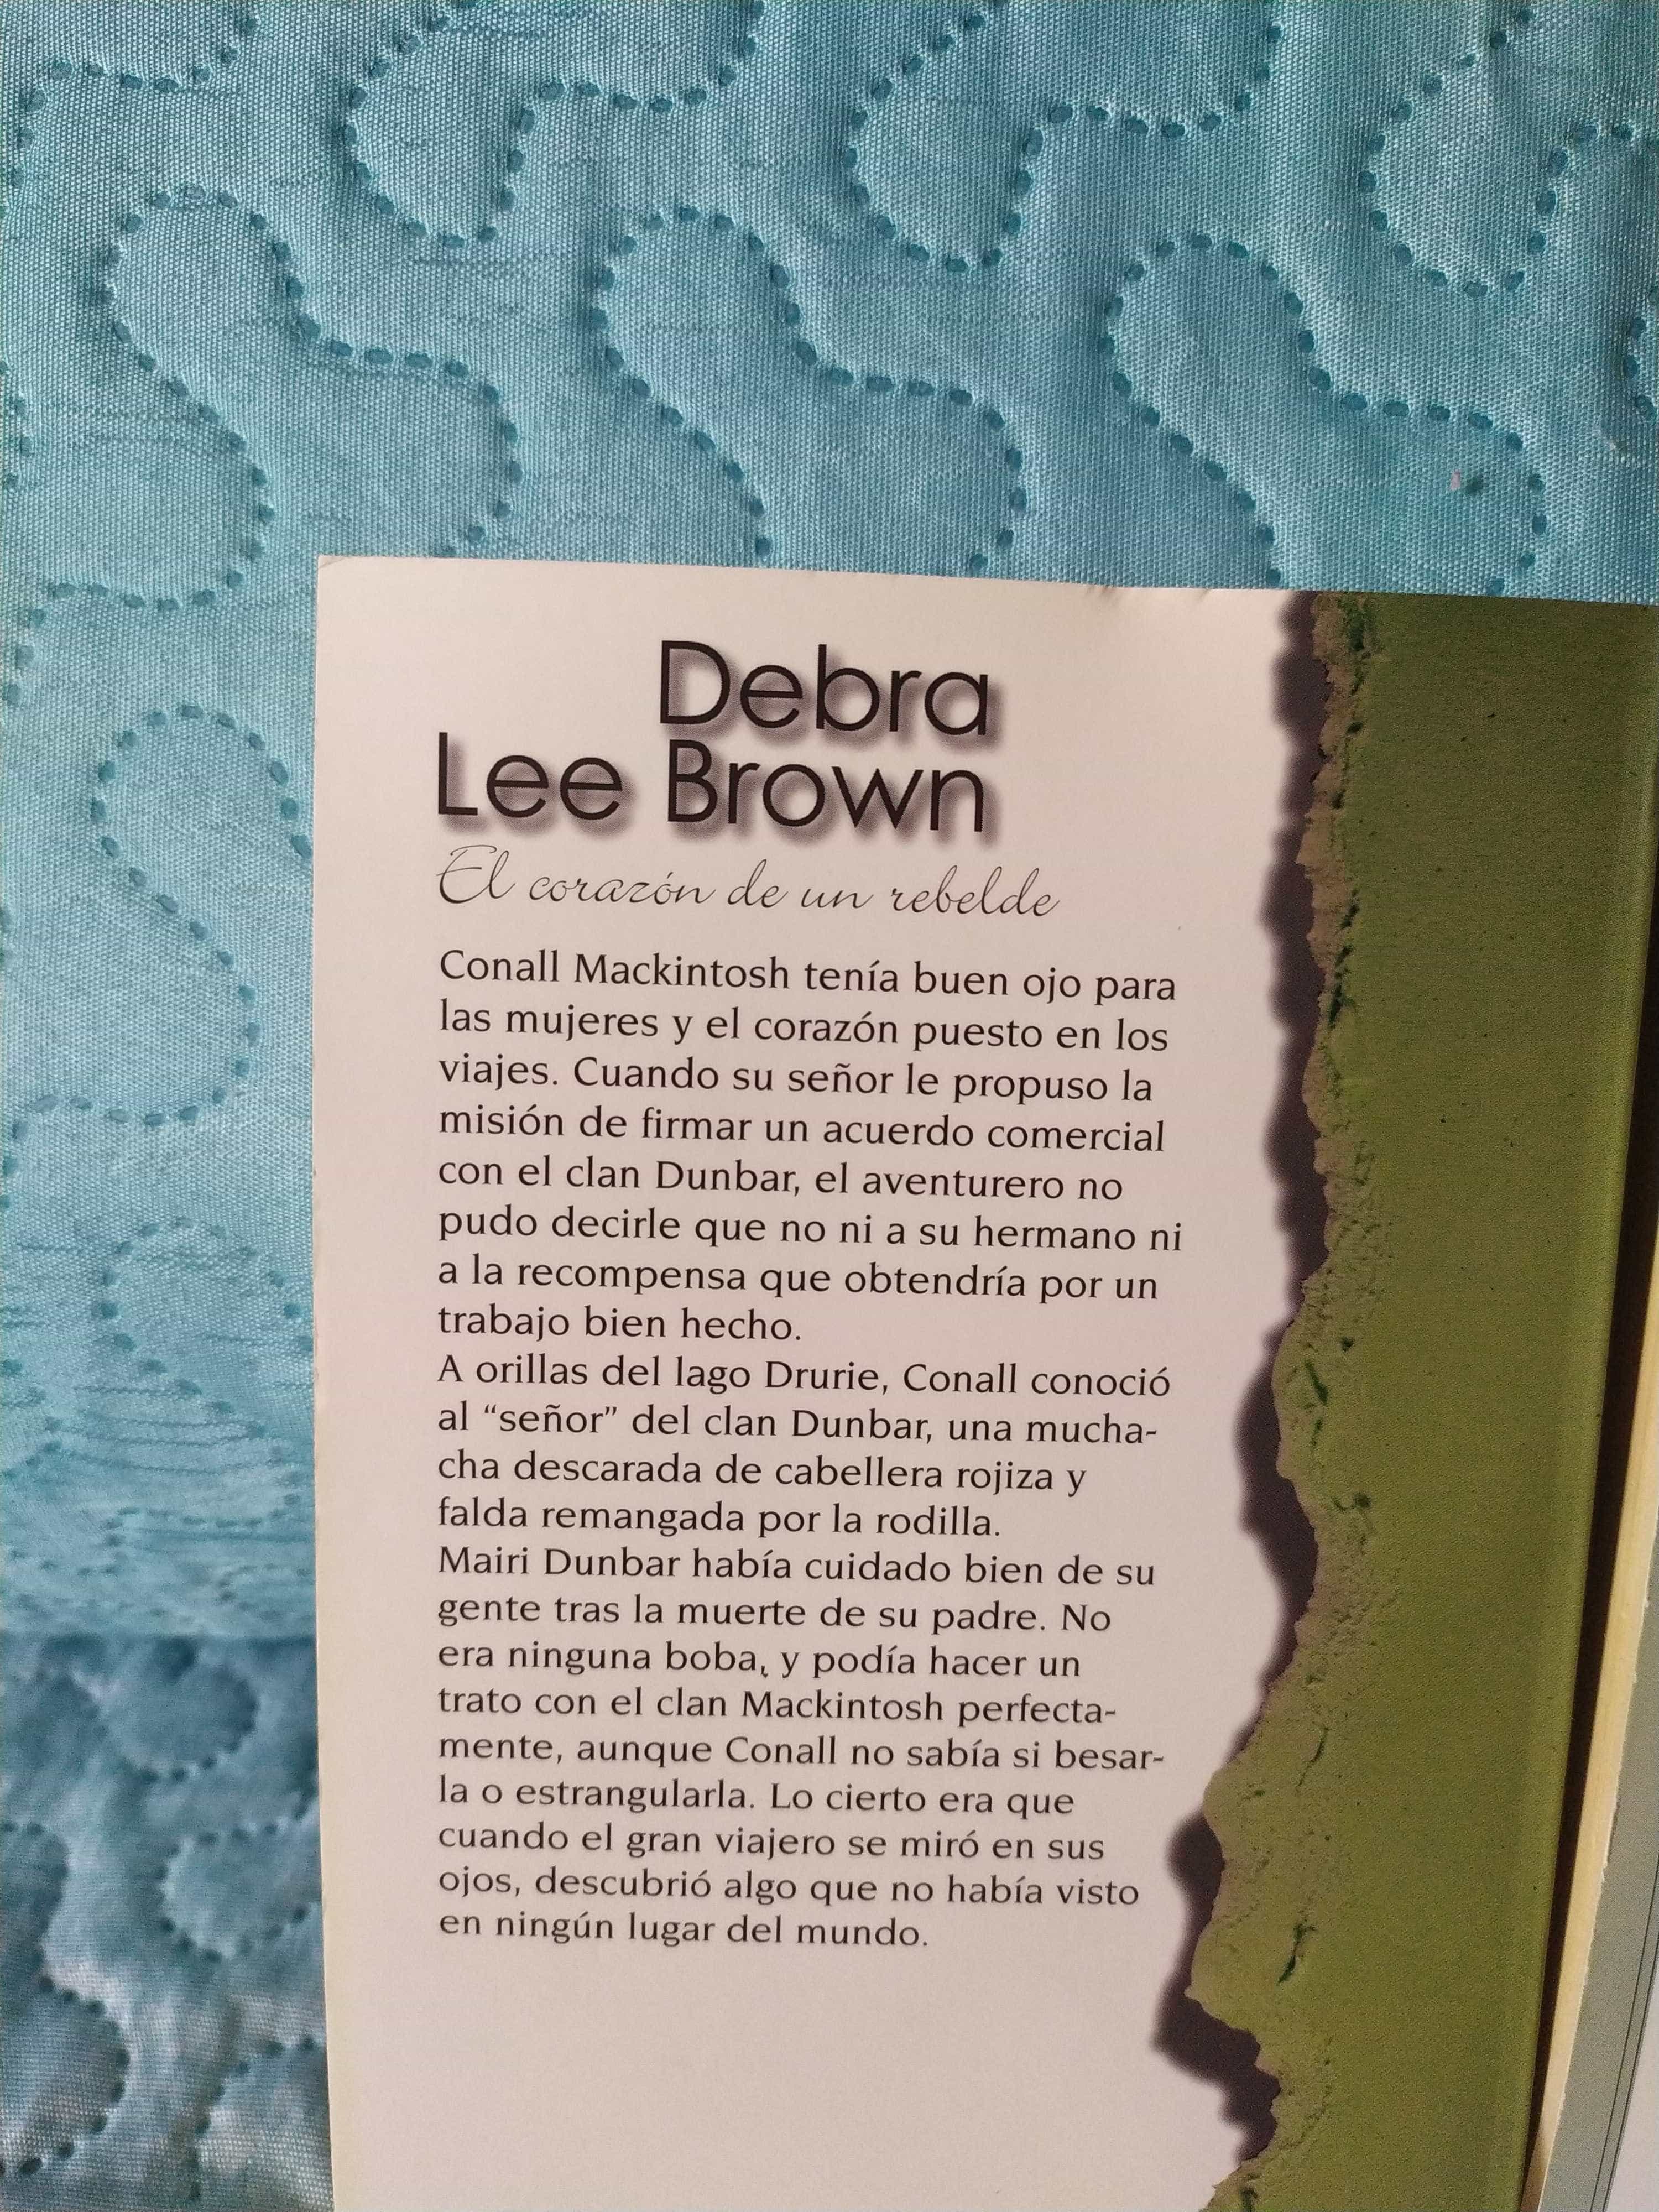 Debra
Lee Brown
El corazón de un rebelde
Conall Mackintosh tenía buen ojo para
las mujeres y el corazón puesto en los
viajes. Cuando su señor le propuso la
misión de firmar un acuerdo comercial
con el clan Dunbar, el aventurero no
pudo decirle que no ni a su hermano ni
a la recompensa que obtendría por un
trabajo bien hecho.
A orillas del lago Drurie, Conall conoció
al “señor” del clan Dunbar, una mucha-
cha descarada de cabellera rojiza y
falda remangada por la rodilla.
Mairi Dunbar había cuidado bien de su
gente tras la muerte de su padre. No
era ninguna boba, y podía hacer un
trato con el clan Mackintosh perfecta-
mente, aunque Conall no sabía si besar-
la o estrangularla. Lo cierto era que
cuando el gran viajero se miró en sus
ojos, descubrió algo que no había visto
en ningún lugar del mundo.